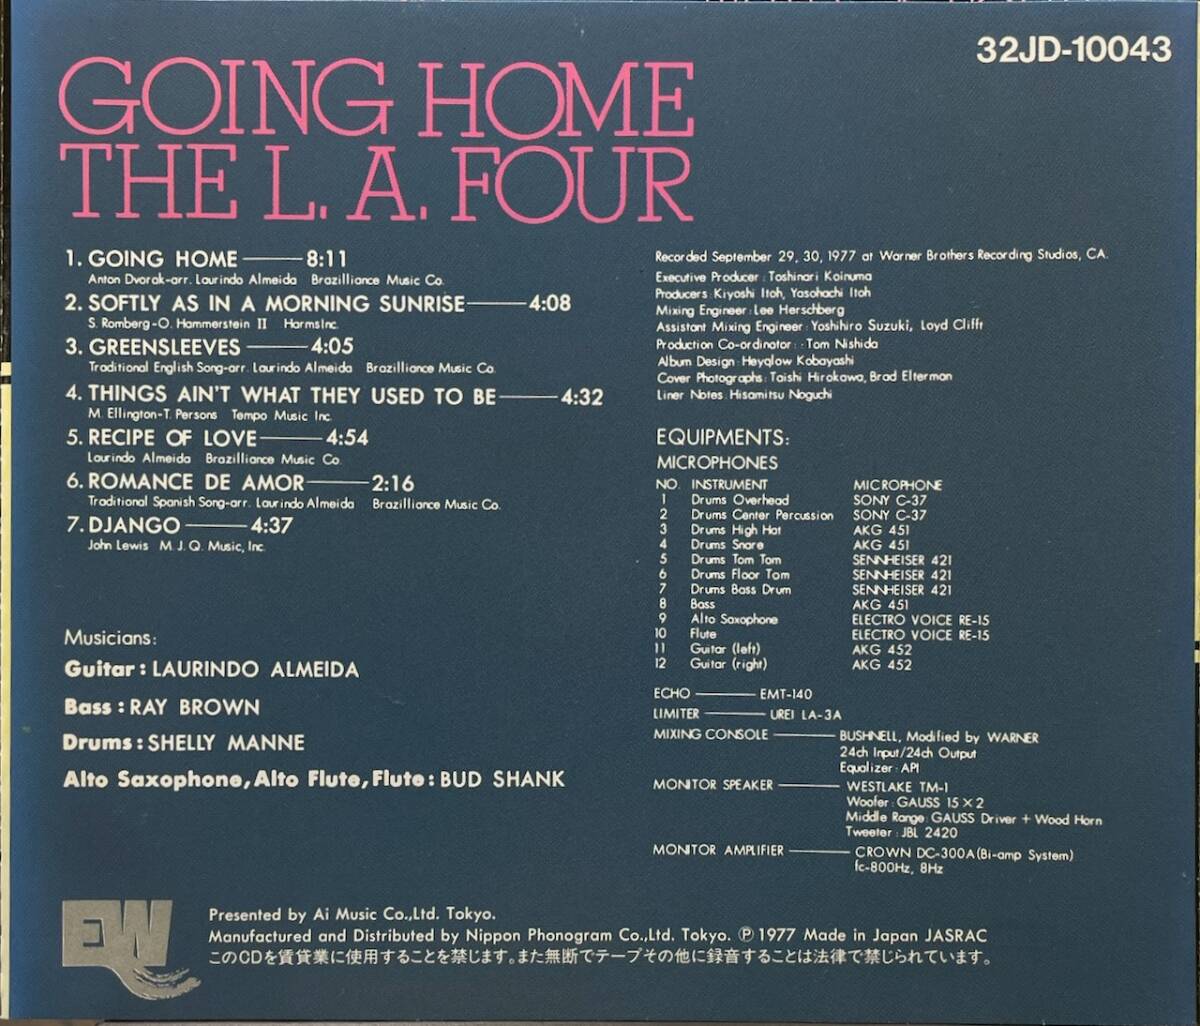 32JD-10043
GOING HOME
THE L.A. FOUR
1. GOING HOME —— 8:11
Anton Dvorak-arr. Laurindo Almeida Brazilliance Music Co.
2. SOFTLY AS IN A MORNING SUNRISE —— 4:08
S. Romberg-O. Hammerstein II Harms Inc.
3. GREENSLEEVES —— 4:05
Traditional English Song-arr. Laurindo Almeida Brazilliance Music Co.
4. THINGS AIN'T WHAT THEY USED TO BE —— 4:32
M. Ellington-T. Persons Tempo Music Inc.
5. RECIPE OF LOVE —— 4:54
Laurindo Almeida Brazilliance Music Co.
6. ROMANCE DE AMOR —— 2:16
Traditional Spanish Song-arr. Laurindo Almeida Brazilliance Music Co.
7. DJANGO —— 4:37
John Lewis M.J.Q. Music, Inc.
Musicians:
Guitar: LAURINDO ALMEIDA
Bass: RAY BROWN
Drums: SHELLY MANNE
Alto Saxophone, Alto Flute, Flute: BUD SHANK
Recorded September 29, 30, 1977 at Warner Brothers Recording Studios, CA.
Executive Producer: Toshinari Koinuma
Producers: Kiyoshi Itoh, Yasohachi Itoh
Mixing Engineer: Lee Herschberg
Assistant Mixing Engineer: Yoshihiro Suzuki, Loyd Clifft
Production Co-ordinator: : Tom Nishida
Album Design: Heyqlow Kobayashi
Cover Photographs: Taishi Hirokawa, Brad Elterman
Liner Notes: Hisamitsu Noguchi
EQUIPMENTS:
MICROPHONES
NO. INSTRUMENT MICROPHONE
1 Drums Overhead SONY C-37
2 Drums Center Percussion SONY C-37
3 Drums High Hat AKG 451
4 Drums Snare AKG 451
5 Drums Tom Tom SENNHEISER 421
6 Drums Floor Tom SENNHEISER 421
7 Drums Bass Drum SENNHEISER 421
8 Bass AKG 451
9 Alto Saxophone ELECTRO VOICE RE-15
10 Flute ELECTRO VOICE RE-15
11 Guitar (left) AKG 452
12 Guitar (right) AKG 452
ECHO —— EMT-140
LIMITER —— UREI LA-3A
MIXING CONSOLE —— BUSHNELL, Modified by WARNER
24ch Input/24ch Output
Equalizer: API
MONITOR SPEAKER —— WESTLAKE TM-1
Woofer: GAUSS 15×2
Middle Range: GAUSS Driver + Wood Horn
Tweeter: JBL 2420
MONITOR AMPLIFIER —— CROWN DC-300A (Bi-amp System)
fc-800Hz, 8Hz
EW
Presented by Ai Music Co.,Ltd. Tokyo.
Manufactured and Distributed by Nippon Phonogram Co.,Ltd. Tokyo. ℗ 1977 Made in Japan JASRAC
このCDを賃貸業に使用することを禁じます。また無断でテープその他に録音することは法律で禁じられています。